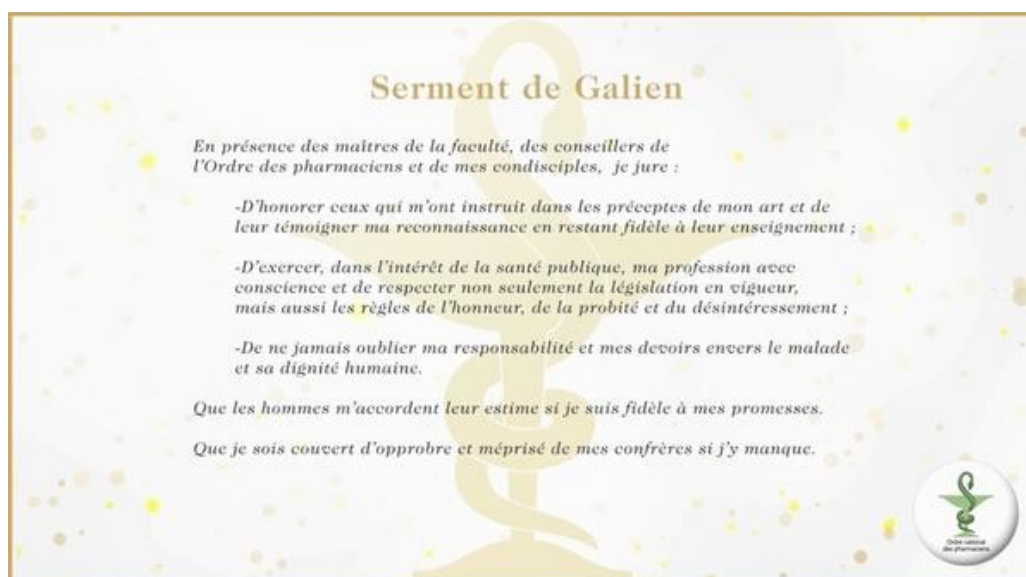 Serment de Galien
En présence des maîtres de la faculté, des conseillers de
l'Ordre des pharmaciens et de mes condisciples, je jure :
-D'honorer ceux qui m'ont instruit dans les préceptes de mon art et de
leur témoigner ma reconnaissance en restant fidèle à leur enseignement ;
-D'exercer, dans l'intérêt de la santé publique, ma profession avec
conscience et de respecter non seulement la législation en vigueur,
mais aussi les règles de l'honneur, de la probité et du désintéressement ;
-De ne jamais oublier ma responsabilité et mes devoirs envers le malade
et sa dignité humaine.
Que les hommes m'accordent leur estime si je suis fidèle à mes promesses.
Que je sois couvert d'opprobre et méprisé de mes confrères si j'y manque.
Ordre national
des pharmaciens